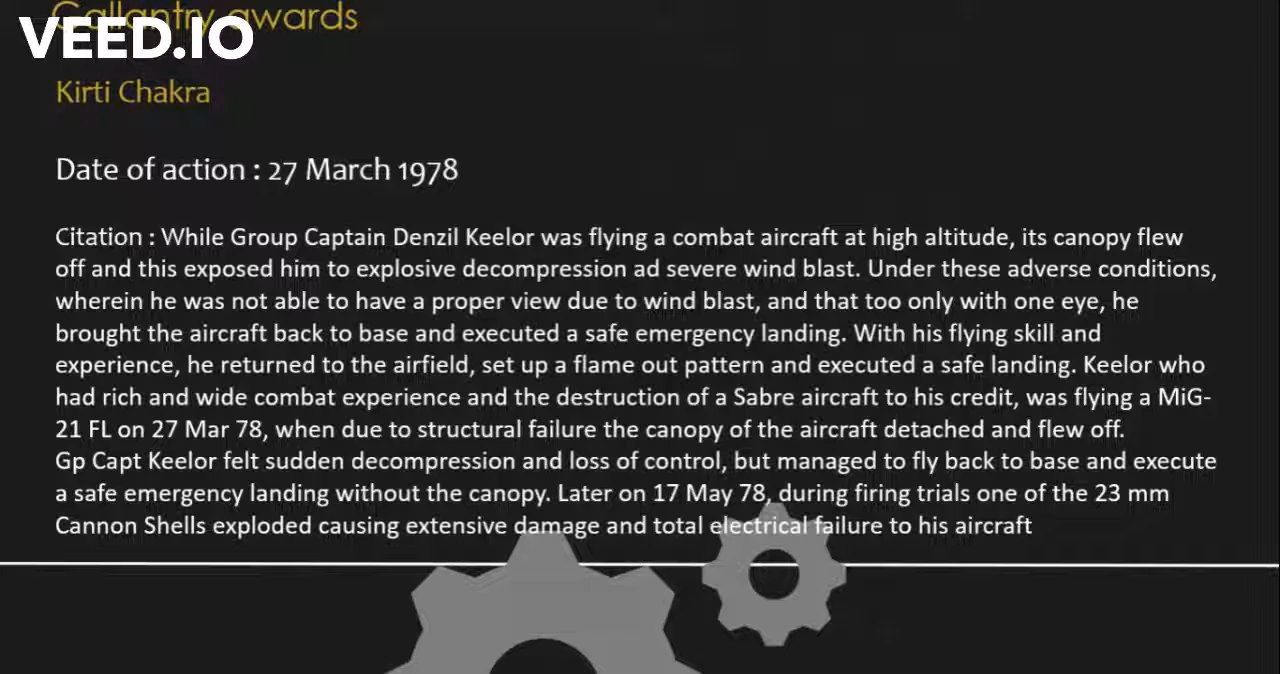 Gallantry awards
VEED.IO
Kirti Chakra
Date of action : 27 March 1978
Citation : While Group Captain Denzil Keelor was flying a combat aircraft at high altitude, its canopy flew
off and this exposed him to explosive decompression ad severe wind blast. Under these adverse conditions,
wherein he was not able to have a proper view due to wind blast, and that too only with one eye, he
brought the aircraft back to base and executed a safe emergency landing. With his flying skill and
experience, he returned to the airfield, set up a flame out pattern and executed a safe landing. Keelor who
had rich and wide combat experience and the destruction of a Sabre aircraft to his credit, was flying a MiG-
21 FL on 27 Mar 78, when due to structural failure the canopy of the aircraft detached and flew off.
Gp Capt Keelor felt sudden decompression and loss of control, but managed to fly back to base and execute
a safe emergency landing without the canopy. Later on 17 May 78, during firing trials one of the 23 mm
Cannon Shells exploded causing extensive damage and total electrical failure to his aircraft